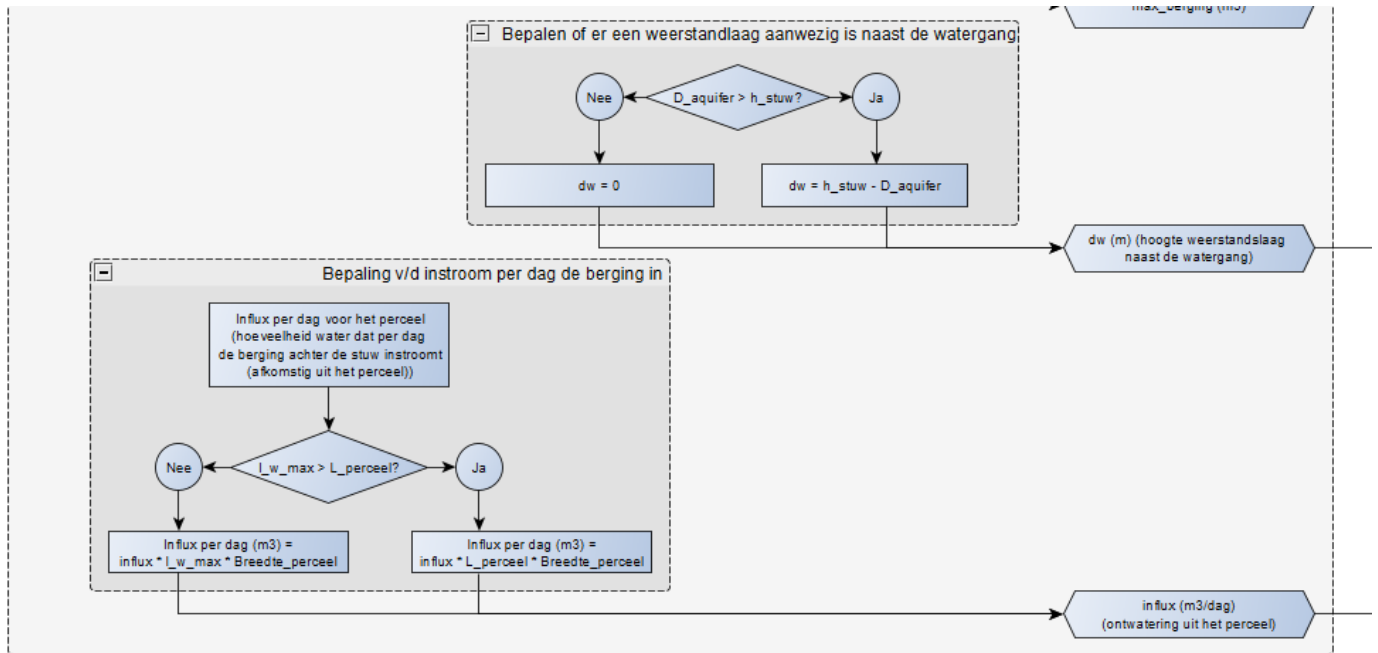 max_berging (m3)
Bepalen of er een weerstandlaag aanwezig is naast de watergang
Nee
D_aquifer > h_stuw?
Ja
dw = 0
dw = h_stuw - D_aquifer
dw (m) (hoogte weerstandslaag
naast de watergang)
Bepaling v/d instroom per dag de berging in
Influx per dag voor het perceel
(hoeveelheid water dat per dag
de berging achter de stuw instroomt
(afkomstig uit het perceel))
Nee
l_w_max > L_perceel?
Ja
Influx per dag (m3) =
influx * l_w_max * Breedte_perceel
Influx per dag (m3) =
influx * L_perceel * Breedte_perceel
influx (m3/dag)
(ontwatering uit het perceel)